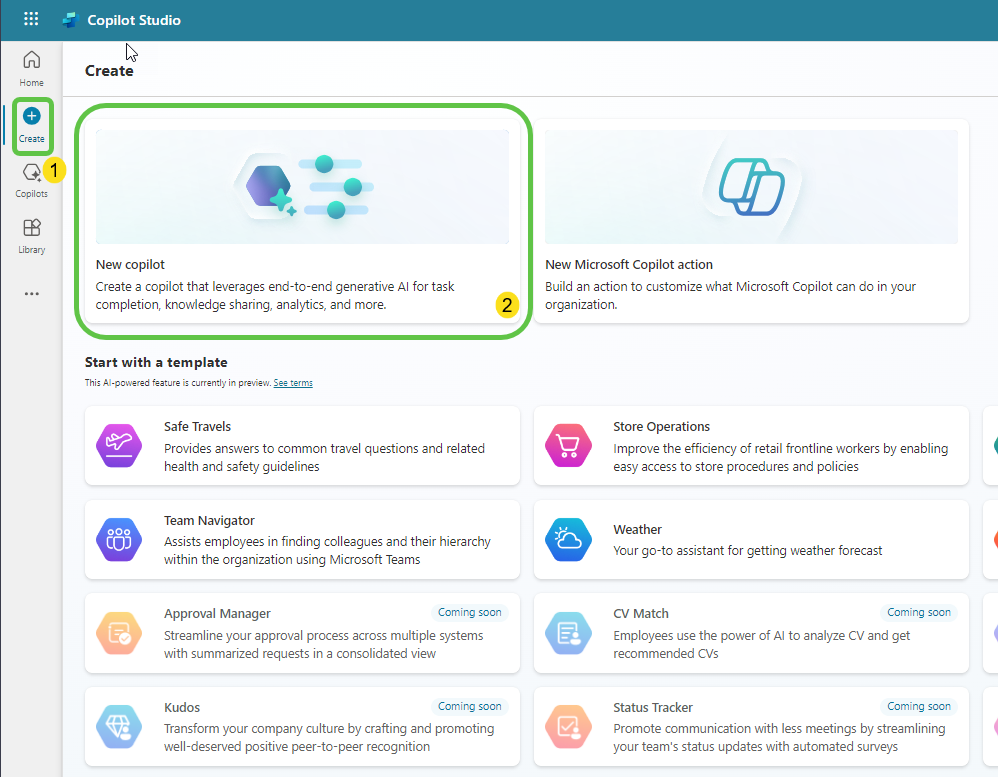 Copilot Studio
Home
Create
1
Copilots
Library
Create
New copilot
Create a copilot that leverages end-to-end generative AI for task
completion, knowledge sharing, analytics, and more.
2
New Microsoft Copilot action
Build an action to customize what Microsoft Copilot can do in your
organization.
Start with a template
This AI-powered feature is currently in preview. See terms
Safe Travels
Provides answers to common travel questions and related
health and safety guidelines
Store Operations
Improve the efficiency of retail frontline workers by enabling
easy access to store procedures and policies
Team Navigator
Assists employees in finding colleagues and their hierarchy
within the organization using Microsoft Teams
Weather
Your go-to assistant for getting weather forecast
Approval Manager
Coming soon
Streamline your approval process across multiple systems
with summarized requests in a consolidated view
CV Match
Coming soon
Employees use the power of AI to analyze CV and get
recommended CVs
Kudos
Coming soon
Transform your company culture by crafting and promoting
well-deserved positive peer-to-peer recognition
Status Tracker
Coming soon
Promote communication with less meetings by streamlining
your team's status updates with automated surveys